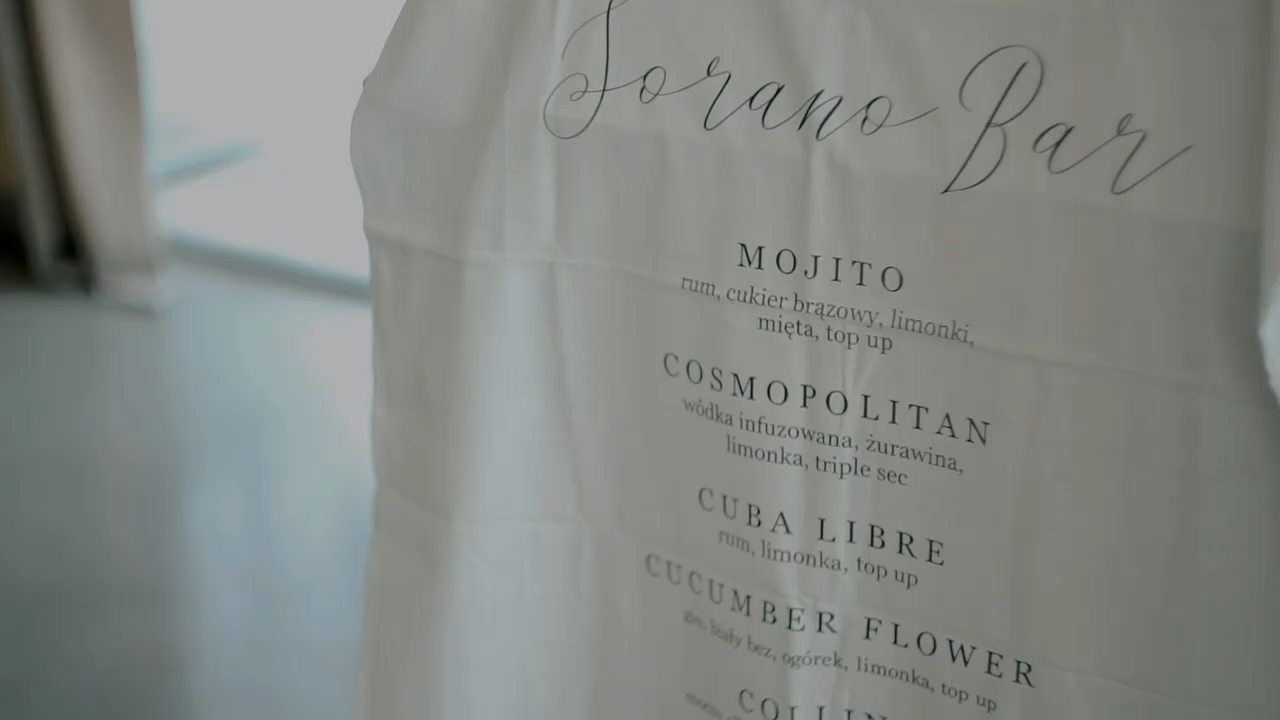 Sorano Bar
MOJITO
rum, cukier brązowy, limonki,
mięta, top up
COSMOPOLITAN
wódka infuzowana, żurawina,
limonka, triple sec
CUBA LIBRE
rum, limonka, top up
CUCUMBER FLOWER
gin, biały bez, ogórek, limonka, top up